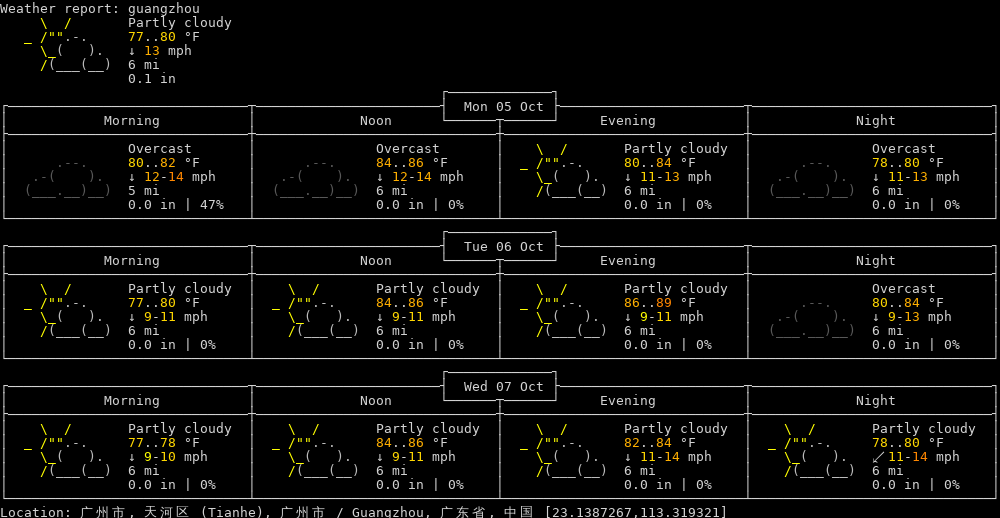 Weather report: guangzhou
Partly cloudy
77..80 °F
↓ 13 mph
6 mi
0.1 in
Mon 05 Oct
Morning Noon Evening Night
Overcast Overcast Partly cloudy Overcast
80..82 °F 84..86 °F 80..84 °F 78..80 °F
↓ 12-14 mph ↓ 12-14 mph ↓ 11-13 mph ↓ 11-13 mph
5 mi 6 mi 6 mi 6 mi
0.0 in | 47% 0.0 in | 0% 0.0 in | 0% 0.0 in | 0%
Tue 06 Oct
Morning Noon Evening Night
Partly cloudy Partly cloudy Partly cloudy Overcast
77..80 °F 84..86 °F 86..89 °F 80..84 °F
↓ 9-11 mph ↓ 9-11 mph ↓ 9-11 mph ↓ 9-13 mph
6 mi 6 mi 6 mi 6 mi
0.0 in | 0% 0.0 in | 0% 0.0 in | 0% 0.0 in | 0%
Wed 07 Oct
Morning Noon Evening Night
Partly cloudy Partly cloudy Partly cloudy Partly cloudy
77..78 °F 84..86 °F 82..84 °F 78..80 °F
↓ 9-10 mph ↓ 9-11 mph ↓ 11-14 mph ↙ 11-14 mph
6 mi 6 mi 6 mi 6 mi
0.0 in | 0% 0.0 in | 0% 0.0 in | 0% 0.0 in | 0%
Location: 广州市, 天河区 (Tianhe), 广州市 / Guangzhou, 广东省, 中国 [23.1387267,113.319321]